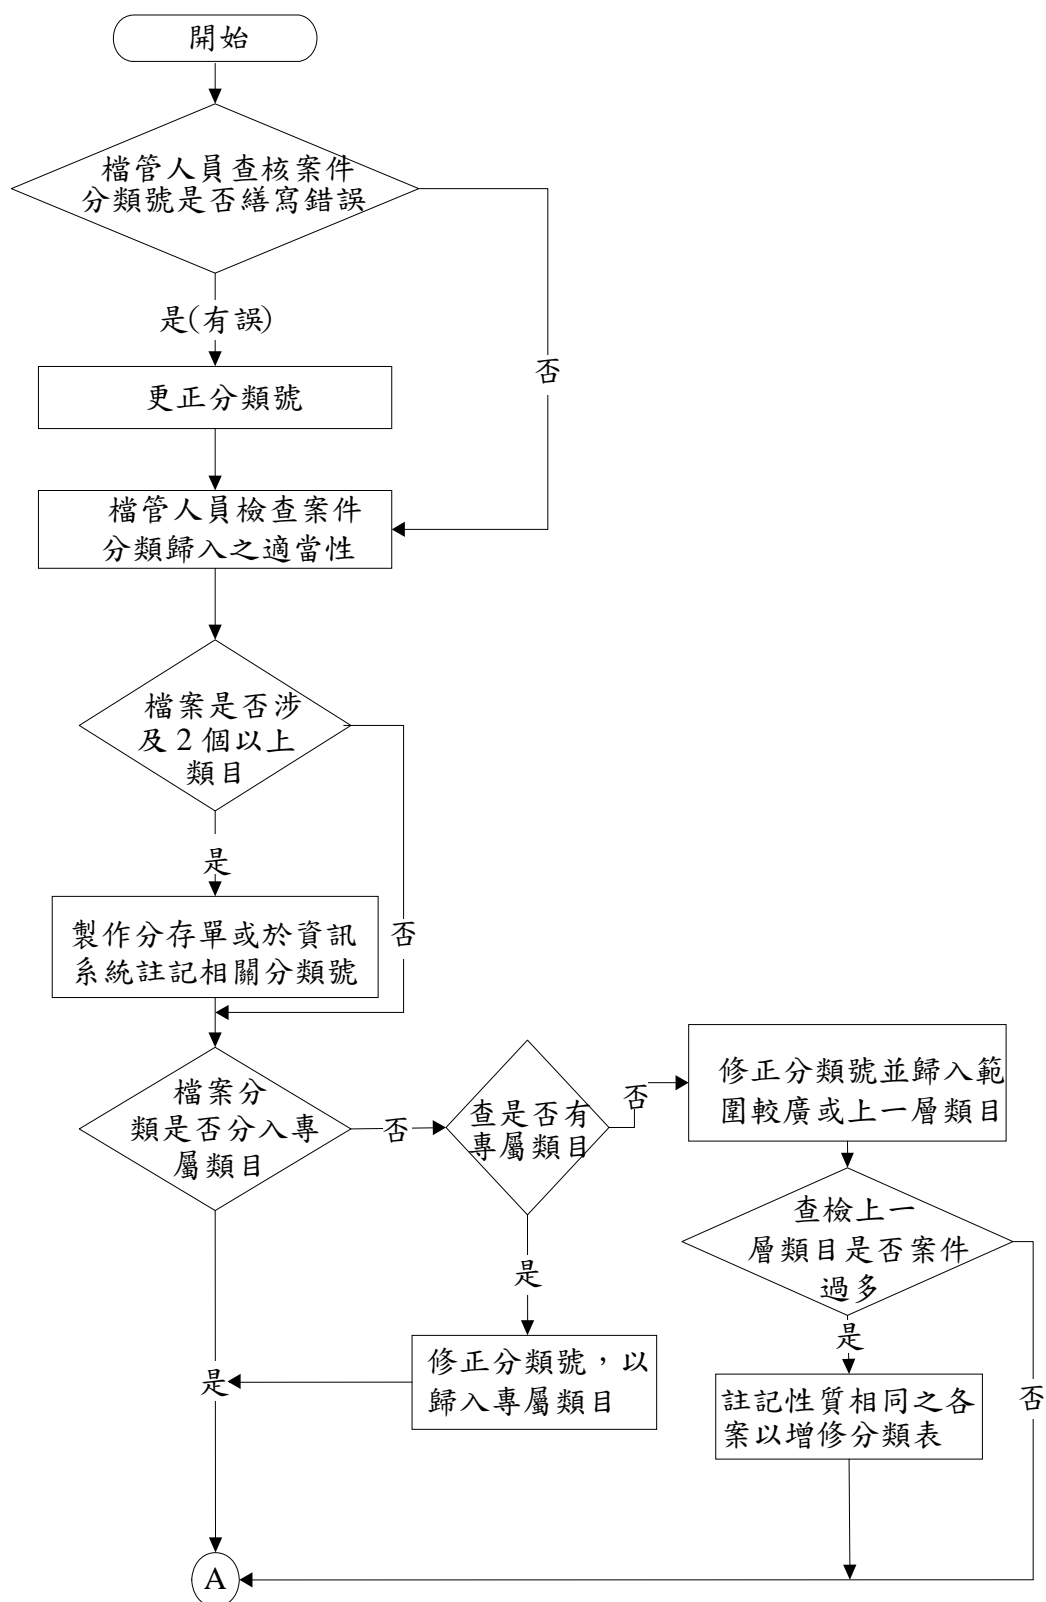 開始
檔管人員查核案件
分類號是否繕寫錯誤
是(有誤)
否
更正分類號
檔管人員檢查案件
分類歸入之適當性
檔案是否涉
及2個以上
類目
是
否
製作分存單或於資訊
系統註記相關分類號
檔案分
類是否分入專
屬類目
否
查是否有
專屬類目
否
修正分類號並歸入範
圍較廣或上一層類目
查檢上一
層類目是否案件
過多
是
是
修正分類號，以
歸入專屬類目
是
註記性質相同之各
案以增修分類表
否
A